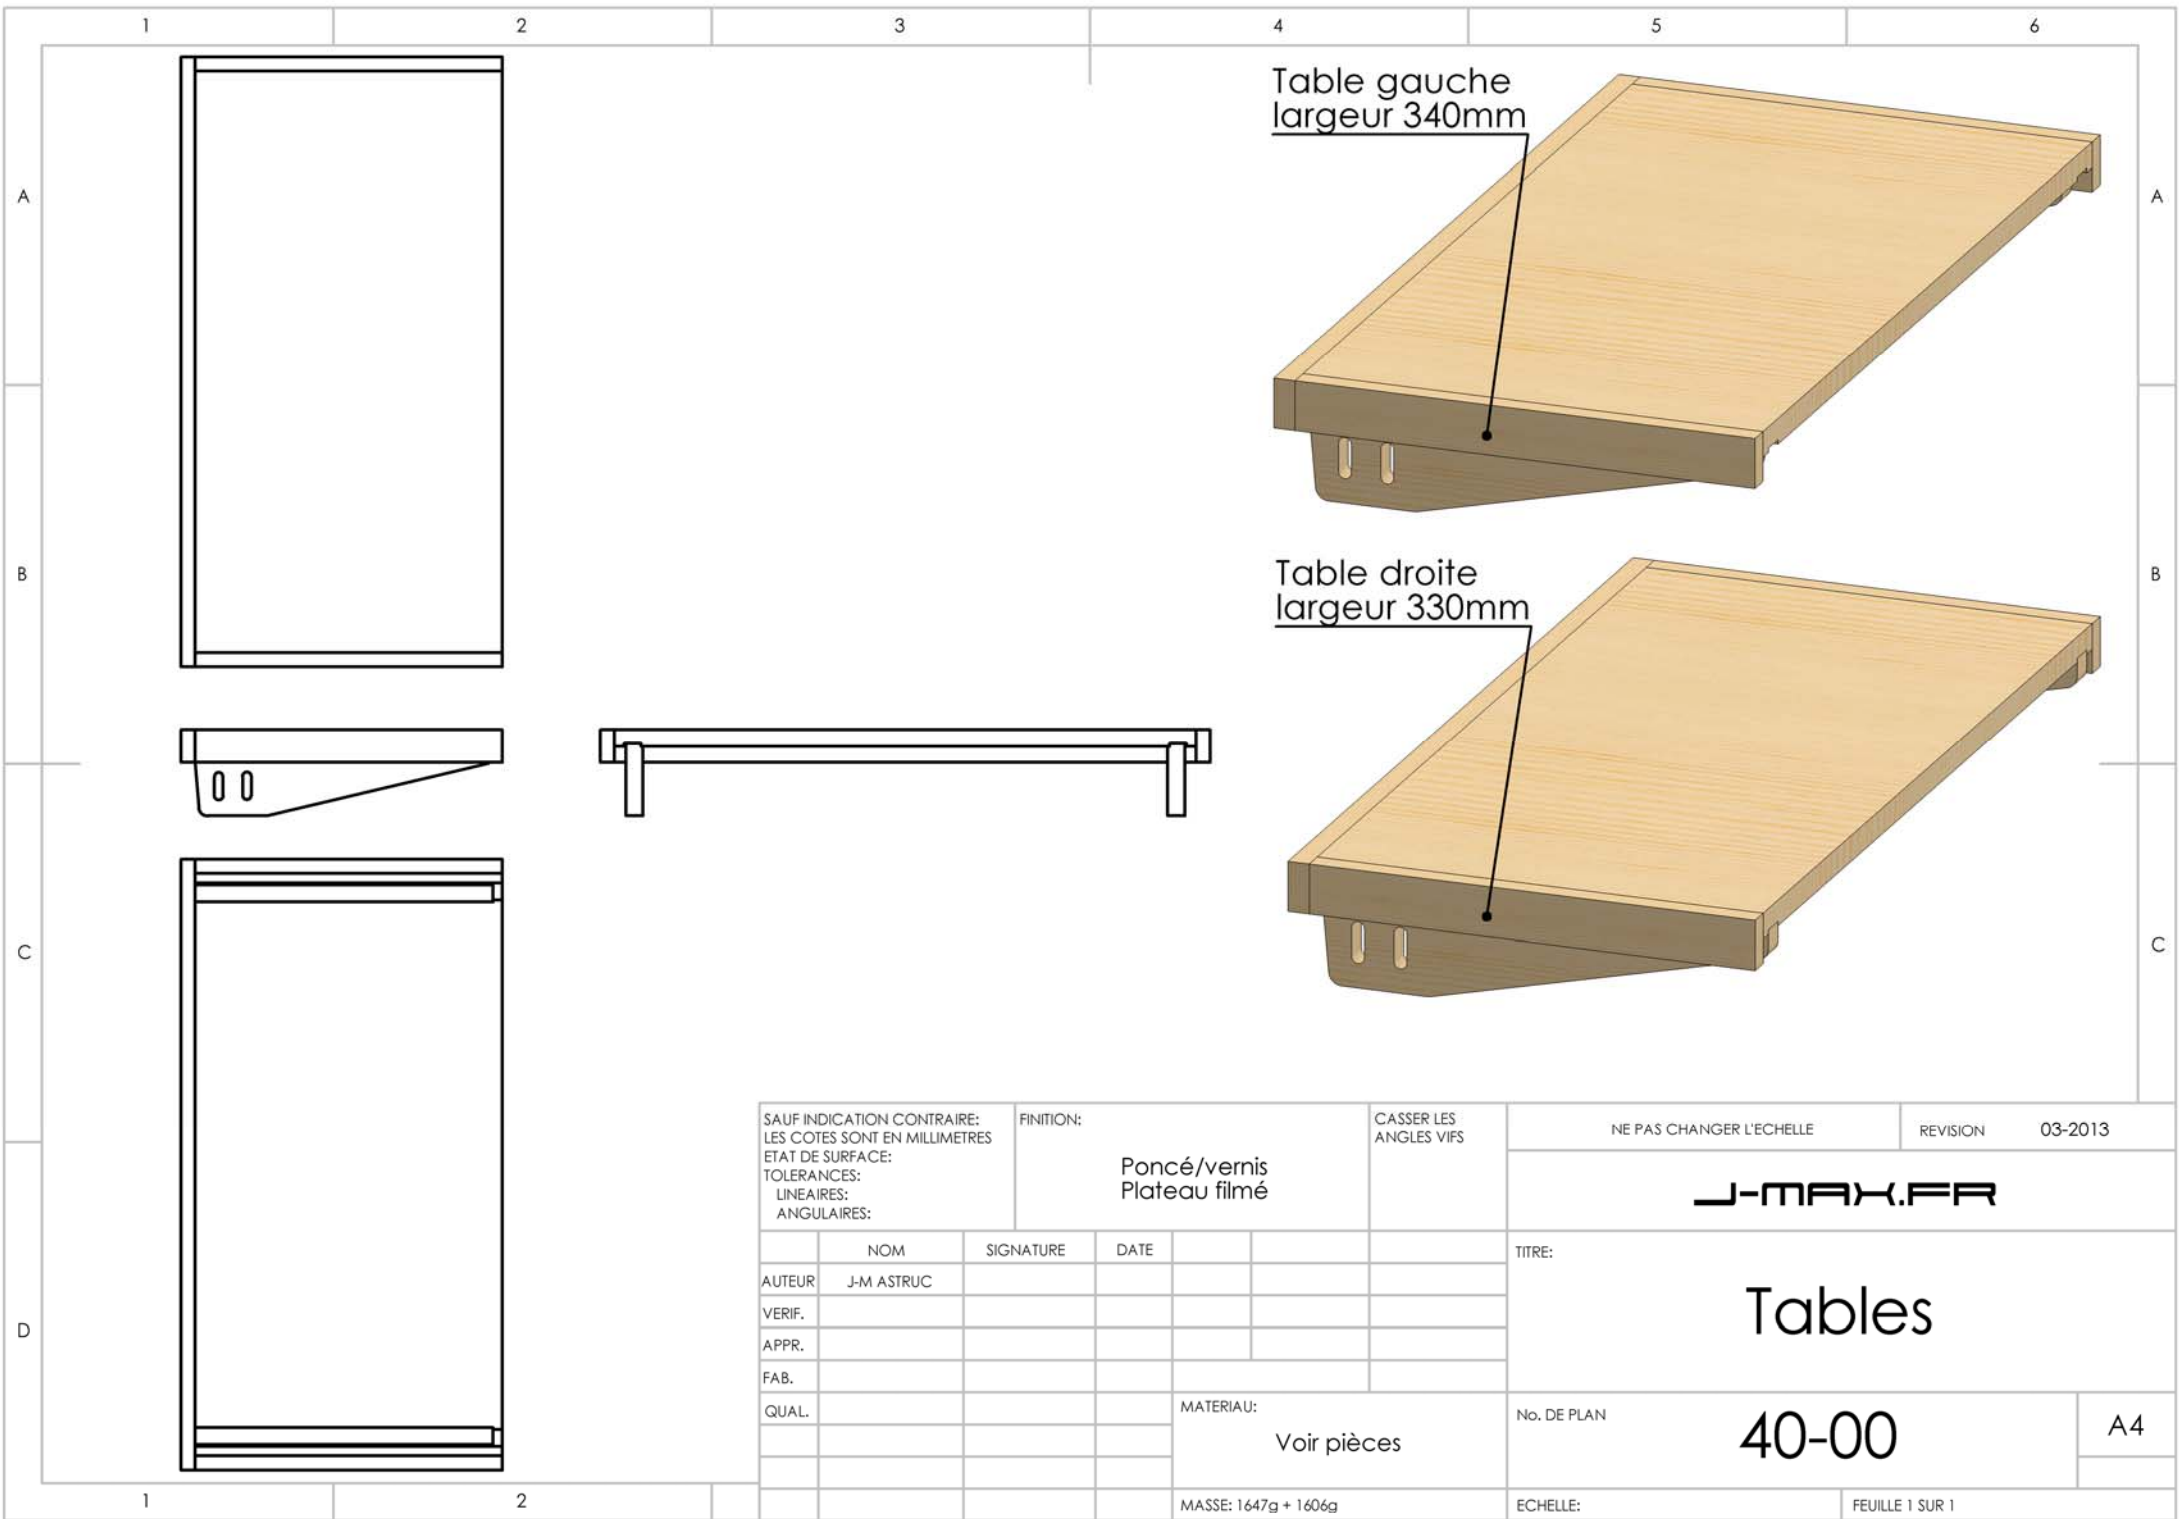 1 2 3 4 5 6
Table gauche
largeur 340mm
A A
B B
Table droite
largeur 330mm
C C
D
SAUF INDICATION CONTRAIRE:
LES COTES SONT EN MILLIMETRES
ETAT DE SURFACE:
TOLERANCES:
LINEAIRES:
ANGULAIRES:
FINITION:
Poncé/vernis
Plateau filmé
CASSER LES
ANGLES VIFS
NE PAS CHANGER L'ECHELLE
REVISION 03-2013
J-MAX.FR
NOM SIGNATURE DATE
AUTEUR J-M ASTRUC
VERIF.
APPR.
FAB.
QUAL.
TITRE:
Tables
MATERIAU:
Voir pièces
No. DE PLAN
40-00
A4
MASSE: 1647g + 1606g
ECHELLE:
FEUILLE 1 SUR 1
1 2